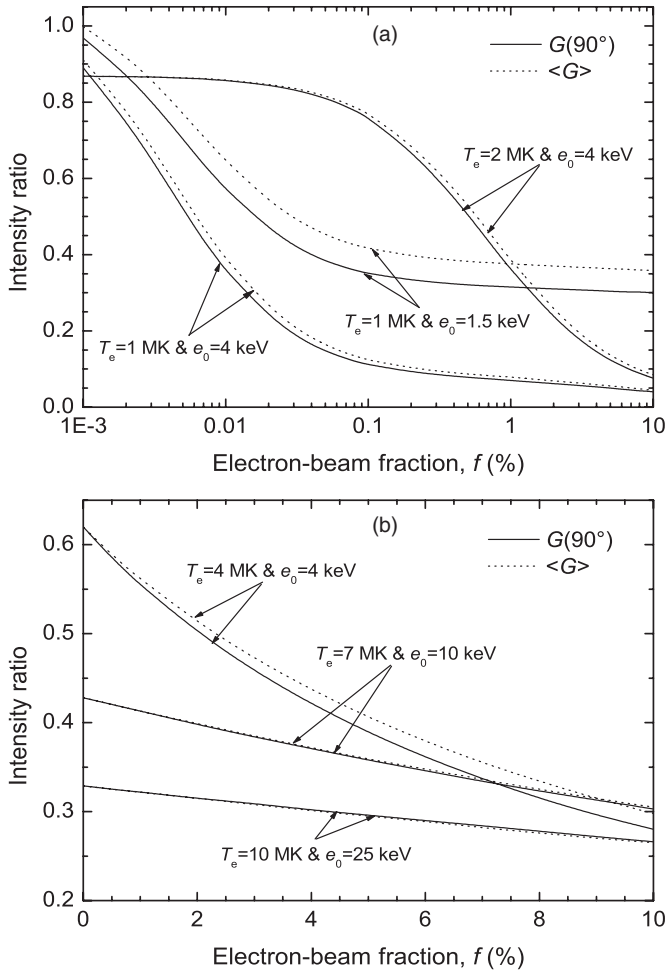 (a)
G(90°)
<G>
1.0
0.8
0.6
0.4
0.2
0.0
Intensity ratio
Tₑ=2 MK & e₀=4 keV
Tₑ=1 MK & e₀=1.5 keV
Tₑ=1 MK & e₀=4 keV
1E-3 0.01 0.1 1 10
Electron-beam fraction, f (%)
(b)
G(90°)
<G>
0.6
0.5
0.4
0.3
0.2
Intensity ratio
Tₑ=4 MK & e₀=4 keV
Tₑ=7 MK & e₀=10 keV
Tₑ=10 MK & e₀=25 keV
0 2 4 6 8 10
Electron-beam fraction, f (%)